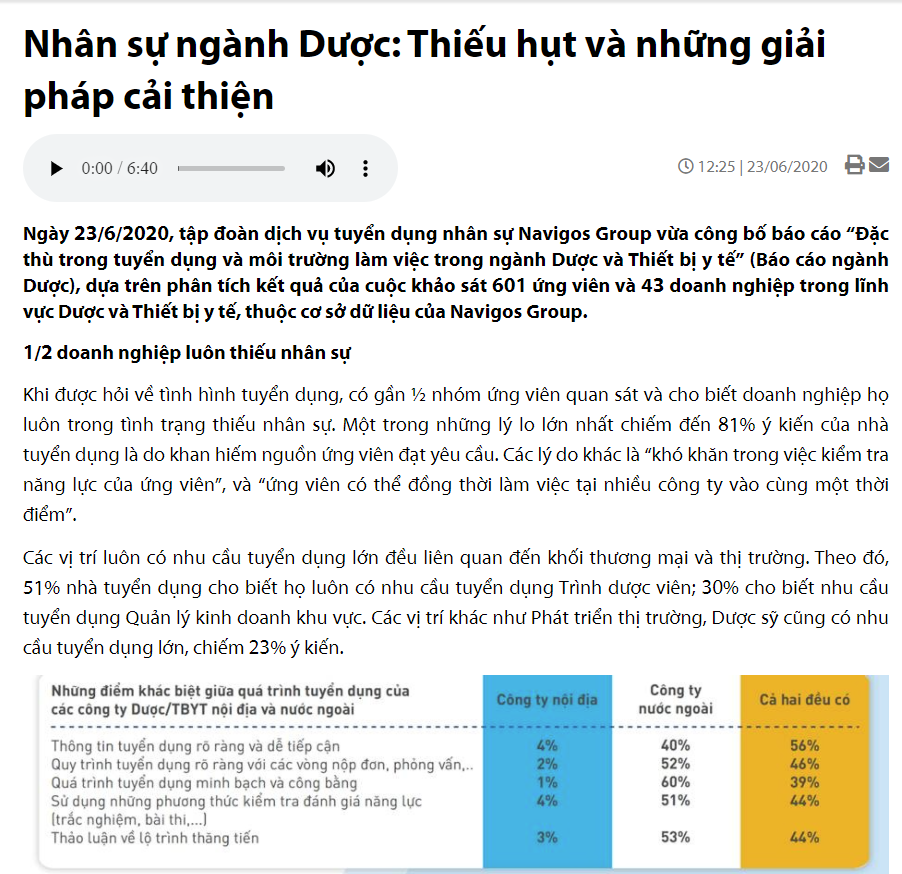 Nhân sự ngành Dược: Thiếu hụt và những giải
pháp cải thiện
0:00 / 6:40
12:25 | 23/06/2020
Ngày 23/6/2020, tập đoàn dịch vụ tuyển dụng nhân sự Navigos Group vừa công bố báo cáo “Đặc
thù trong tuyển dụng và môi trường làm việc trong ngành Dược và Thiết bị y tế” (Báo cáo ngành
Dược), dựa trên phân tích kết quả của cuộc khảo sát 601 ứng viên và 43 doanh nghiệp trong lĩnh
vực Dược và Thiết bị y tế, thuộc cơ sở dữ liệu của Navigos Group.
1/2 doanh nghiệp luôn thiếu nhân sự
Khi được hỏi về tình hình tuyển dụng, có gần ½ nhóm ứng viên quan sát và cho biết doanh nghiệp họ
luôn trong tình trạng thiếu nhân sự. Một trong những lý lo lớn nhất chiếm đến 81% ý kiến của nhà
tuyển dụng là do khan hiếm nguồn ứng viên đạt yêu cầu. Các lý do khác là “khó khăn trong việc kiểm tra
năng lực của ứng viên”, và “ứng viên có thể đồng thời làm việc tại nhiều công ty vào cùng một thời
điểm”.
Các vị trí luôn có nhu cầu tuyển dụng lớn đều liên quan đến khối thương mại và thị trường. Theo đó,
51% nhà tuyển dụng cho biết họ luôn có nhu cầu tuyển dụng Trình dược viên; 30% cho biết nhu cầu
tuyển dụng Quản lý kinh doanh khu vực. Các vị trí khác như Phát triển thị trường, Dược sỹ cũng có nhu
cầu tuyển dụng lớn, chiếm 23% ý kiến.
Những điểm khác biệt giữa quá trình tuyển dụng của
các công ty Dược/TBYT nội địa và nước ngoài
Công ty nội địa
Công ty
nước ngoài
Cả hai đều có
Thông tin tuyển dụng rõ ràng và dễ tiếp cận 4% 40% 56%
Quy trình tuyển dụng rõ ràng với các vòng nộp đơn, phỏng vấn,.. 2% 52% 46%
Quá trình tuyển dụng minh bạch và công bằng 1% 60% 39%
Sử dụng những phương thức kiểm tra đánh giá năng lực 4% 51% 44%
(trắc nghiệm, bài thi,...)
Thảo luận về lộ trình thăng tiến 3% 53% 44%